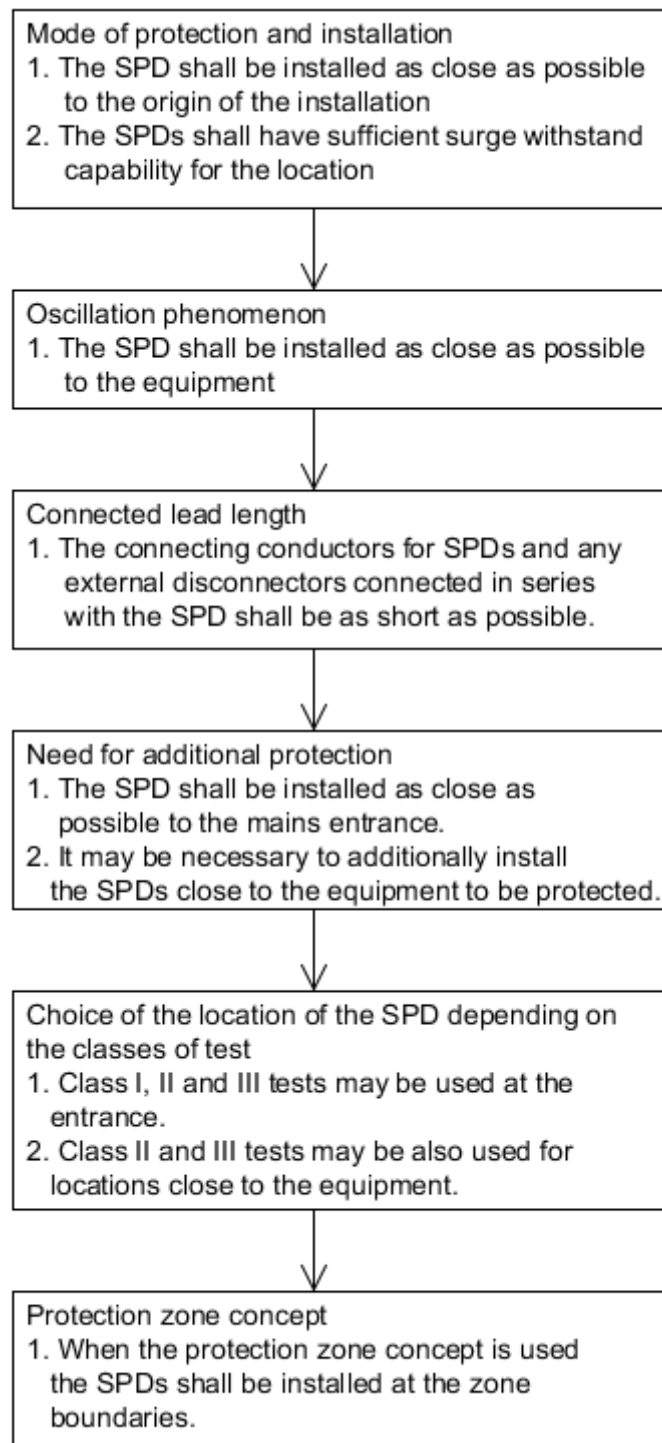 Mode of protection and installation
1. The SPD shall be installed as close as possible
to the origin of the installation
2. The SPDs shall have sufficient surge withstand
capability for the location
Oscillation phenomenon
1. The SPD shall be installed as close as possible
to the equipment
Connected lead length
1. The connecting conductors for SPDs and any
external disconnectors connected in series
with the SPD shall be as short as possible.
Need for additional protection
1. The SPD shall be installed as close as
possible to the mains entrance.
2. It may be necessary to additionally install
the SPDs close to the equipment to be protected.
Choice of the location of the SPD depending on
the classes of test
1. Class I, II and III tests may be used at the
entrance.
2. Class II and III tests may be also used for
locations close to the equipment.
Protection zone concept
1. When the protection zone concept is used
the SPDs shall be installed at the zone
boundaries.